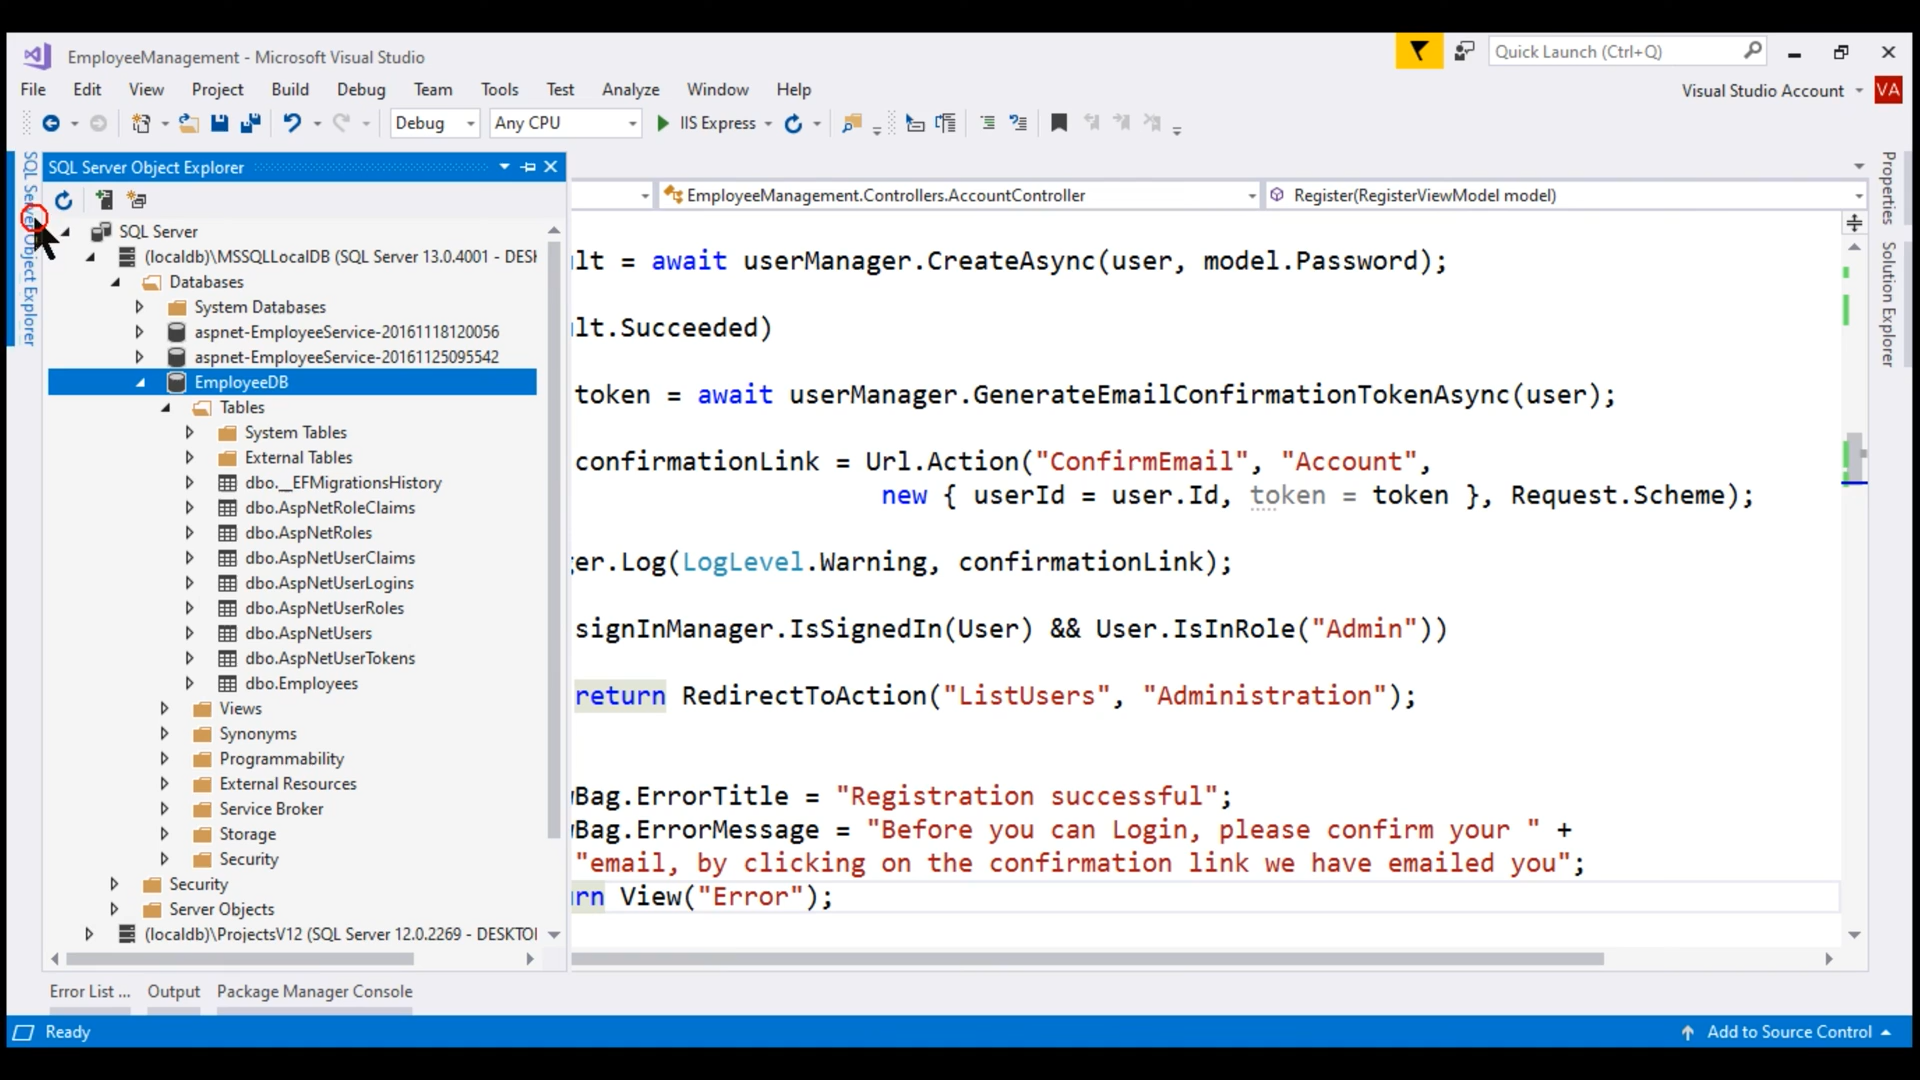 EmployeeManagement - Microsoft Visual Studio
Quick Launch (Ctrl+Q)
File Edit View Project Build Debug Team Tools Test Analyze Window Help
Visual Studio Account VA
Debug Any CPU IIS Express
SQL Server Object Explorer
SQL Server Object Explorer
EmployeeManagement.Controllers.AccountController
Register(RegisterViewModel model)
Properties
Solution Explorer
SQL Server
(localdb)\MSSQLLocalDB (SQL Server 13.0.4001 - DESK
Databases
System Databases
aspnet-EmployeeService-20161118120056
aspnet-EmployeeService-20161125095542
EmployeeDB
Tables
System Tables
External Tables
dbo.__EFMigrationsHistory
dbo.AspNetRoleClaims
dbo.AspNetRoles
dbo.AspNetUserClaims
dbo.AspNetUserLogins
dbo.AspNetUserRoles
dbo.AspNetUsers
dbo.AspNetUserTokens
dbo.Employees
Views
Synonyms
Programmability
External Resources
Service Broker
Storage
Security
Security
Server Objects
(localdb)\ProjectsV12 (SQL Server 12.0.2269 - DESKTO
lt = await userManager.CreateAsync(user, model.Password);
lt.Succeeded)
token = await userManager.GenerateEmailConfirmationTokenAsync(user);
confirmationLink = Url.Action("ConfirmEmail", "Account",
new { userId = user.Id, token = token }, Request.Scheme);
er.Log(LogLevel.Warning, confirmationLink);
signInManager.IsSignedIn(User) && User.IsInRole("Admin"))
return RedirectToAction("ListUsers", "Administration");
wBag.ErrorTitle = "Registration successful";
wBag.ErrorMessage = "Before you can Login, please confirm your " +
"email, by clicking on the confirmation link we have emailed you";
rn View("Error");
Error List ... Output Package Manager Console
Ready
Add to Source Control